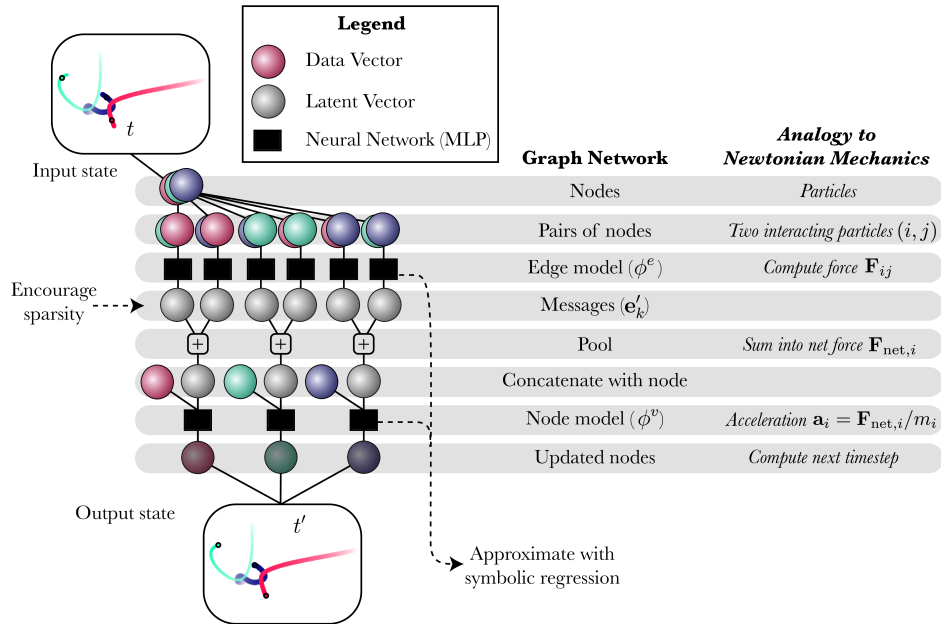 Legend
Data Vector
Latent Vector
Neural Network (MLP)
t
Input state
Graph Network
Analogy to
Newtonian Mechanics
Nodes
Particles
Pairs of nodes
Two interacting particles (i, j)
Edge model (ϕᵉ)
Compute force F_ij
Encourage
sparsity
Messages (e′_k)
+ + +
Pool
Sum into net force F_net,i
Concatenate with node
Node model (ϕᵛ)
Acceleration a_i = F_net,i/m_i
Updated nodes
Compute next timestep
Output state
t′
Approximate with
symbolic regression